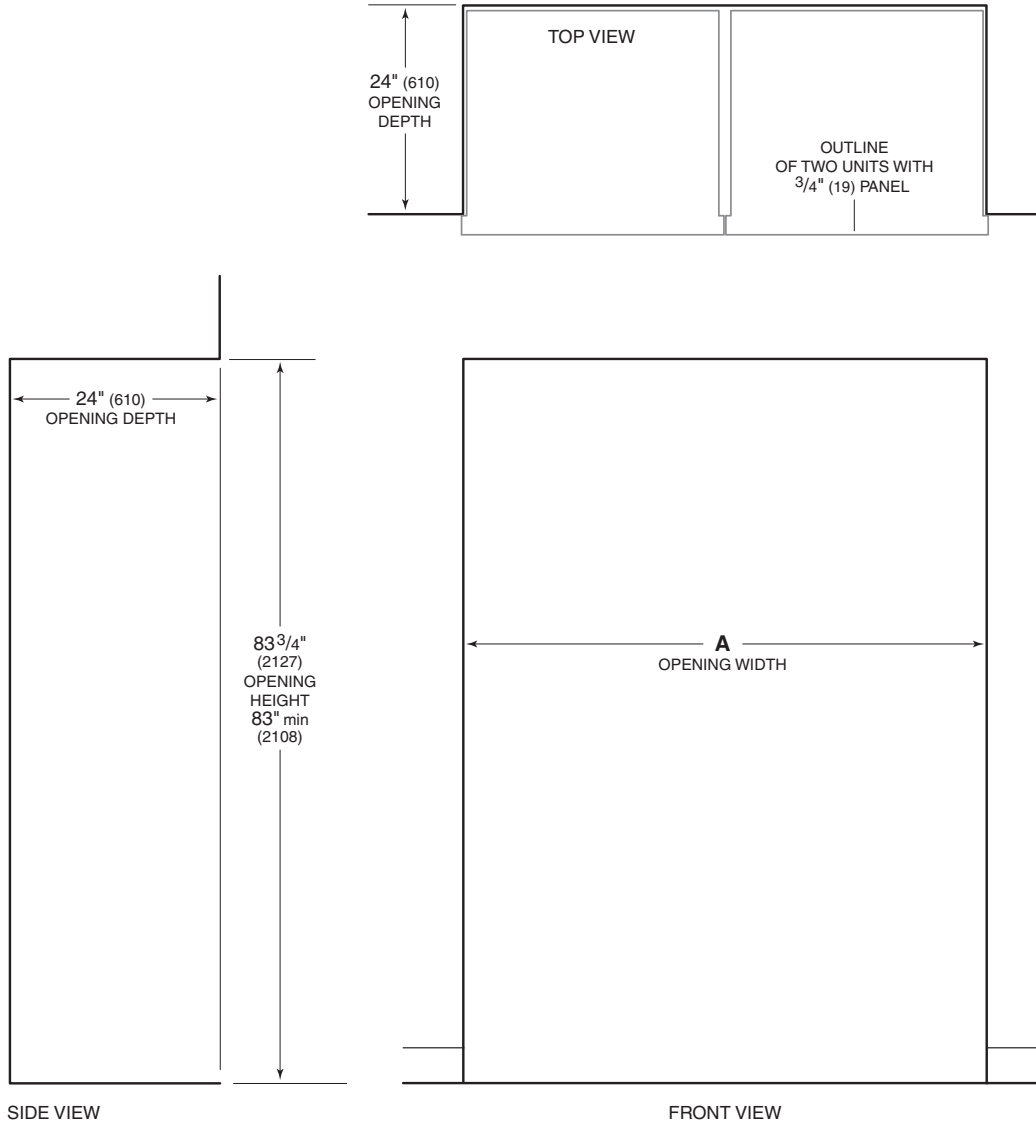 TOP VIEW
24" (610)
OPENING
DEPTH
OUTLINE
OF TWO UNITS WITH
3/4" (19) PANEL
24" (610)
OPENING DEPTH
83 3/4"
(2127)
OPENING
HEIGHT
83" min
(2108)
A
OPENING WIDTH
SIDE VIEW
FRONT VIEW